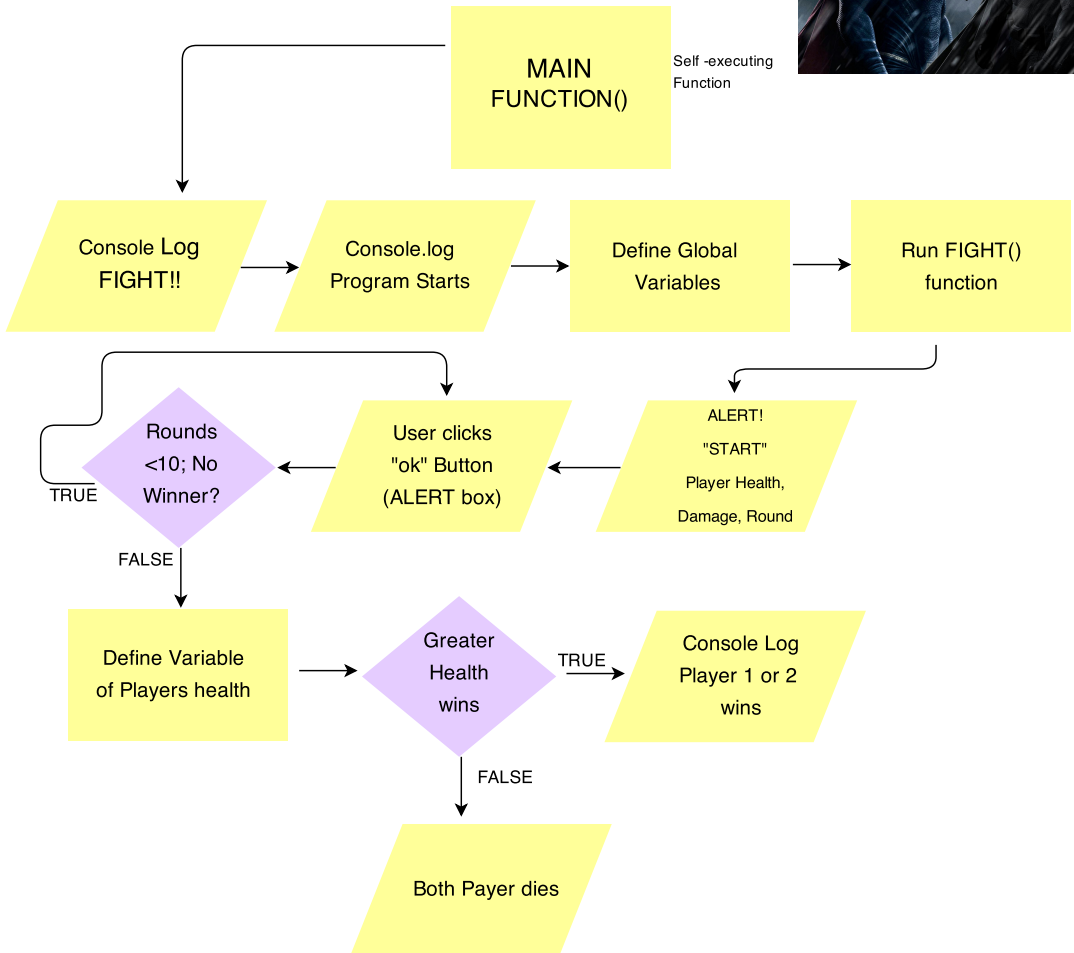 MAIN
FUNCTION()
Self -executing
Function
Console Log
FIGHT!!
Console.log
Program Starts
Define Global
Variables
Run FIGHT()
function
Rounds
<10; No
Winner?
TRUE
FALSE
User clicks
"ok" Button
(ALERT box)
ALERT!
"START"
Player Health,
Damage, Round
Define Variable
of Players health
Greater
Health
wins
TRUE
FALSE
Console Log
Player 1 or 2
wins
Both Payer dies